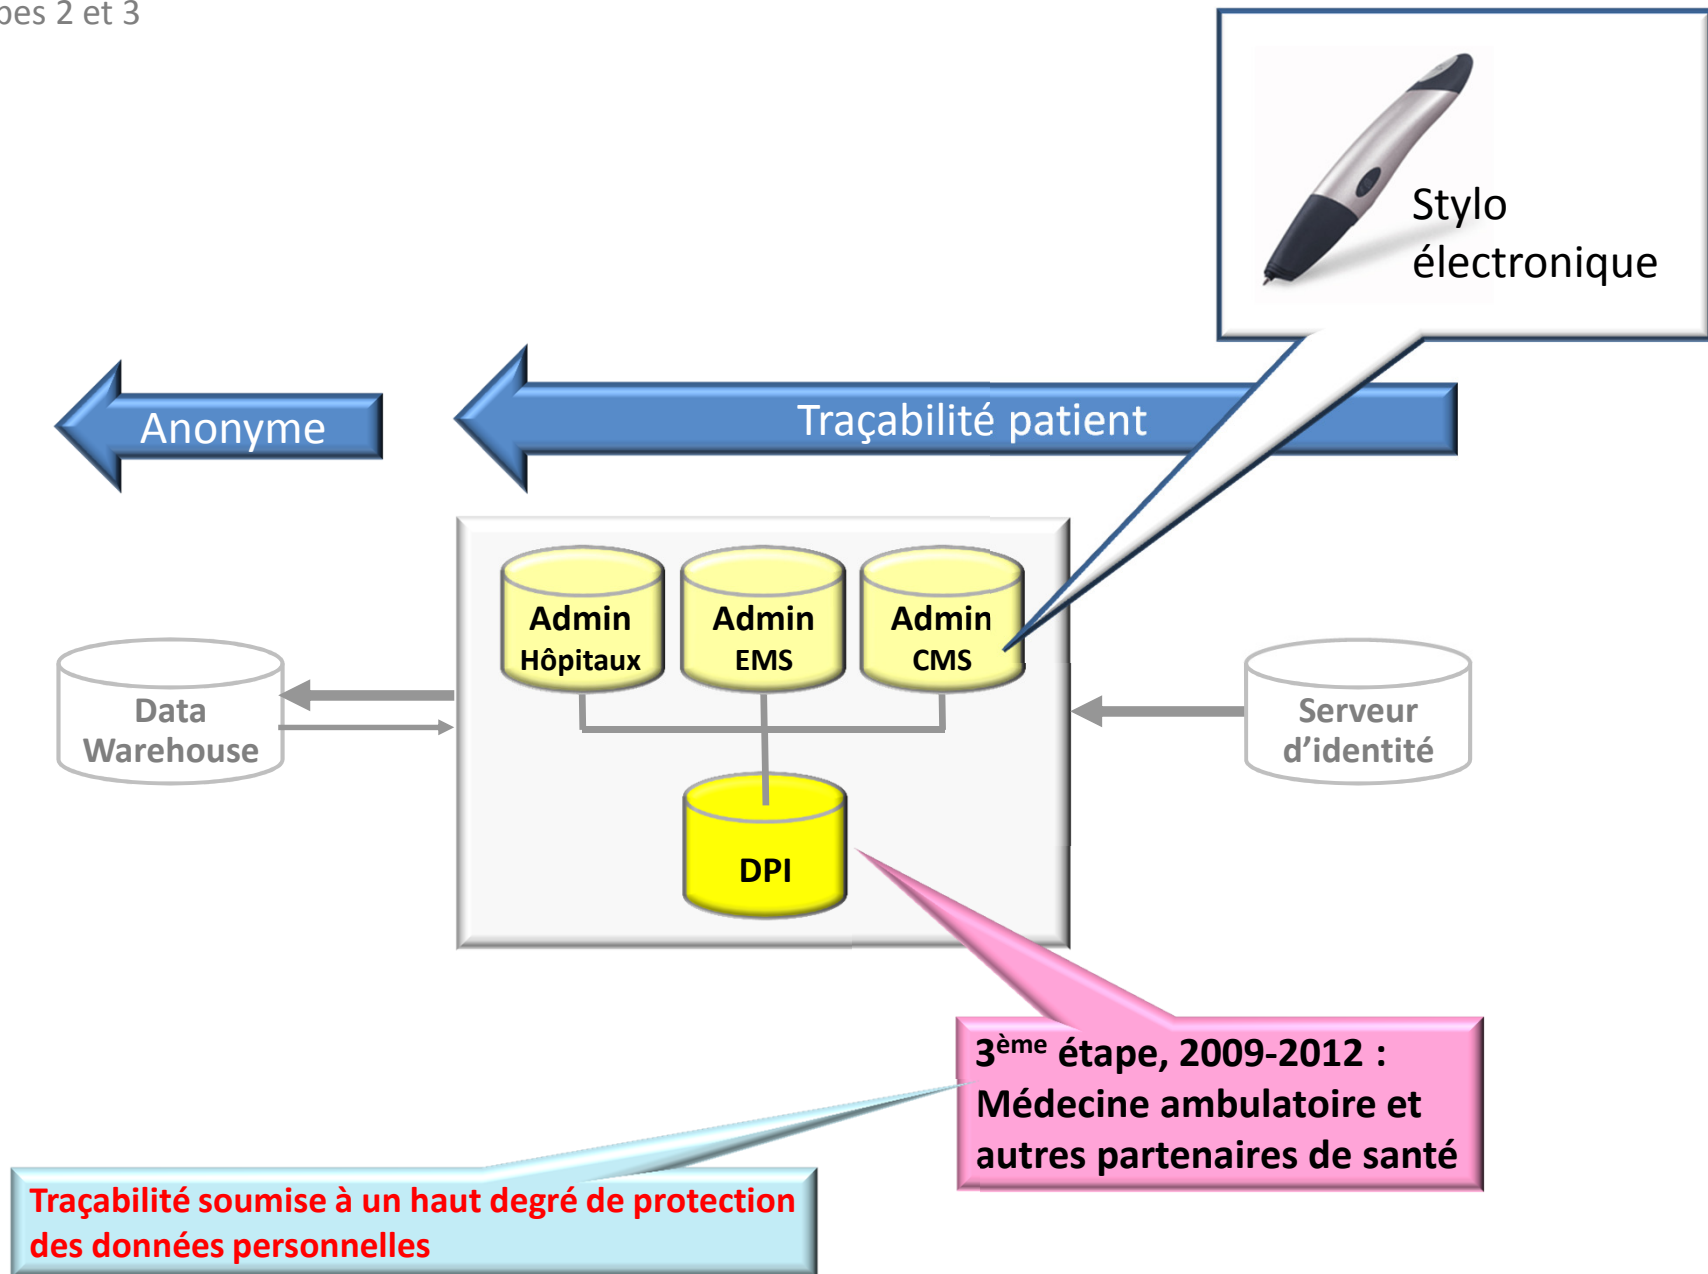 2 et 3
Stylo
électronique
Anonyme
Traçabilité patient
Admin
Hôpitaux
Admin
EMS
Admin
CMS
Data
Warehouse
Serveur
d’identité
DPI
3ème étape, 2009-2012 :
Médecine ambulatoire et
autres partenaires de santé
Traçabilité soumise à un haut degré de protection
des données personnelles